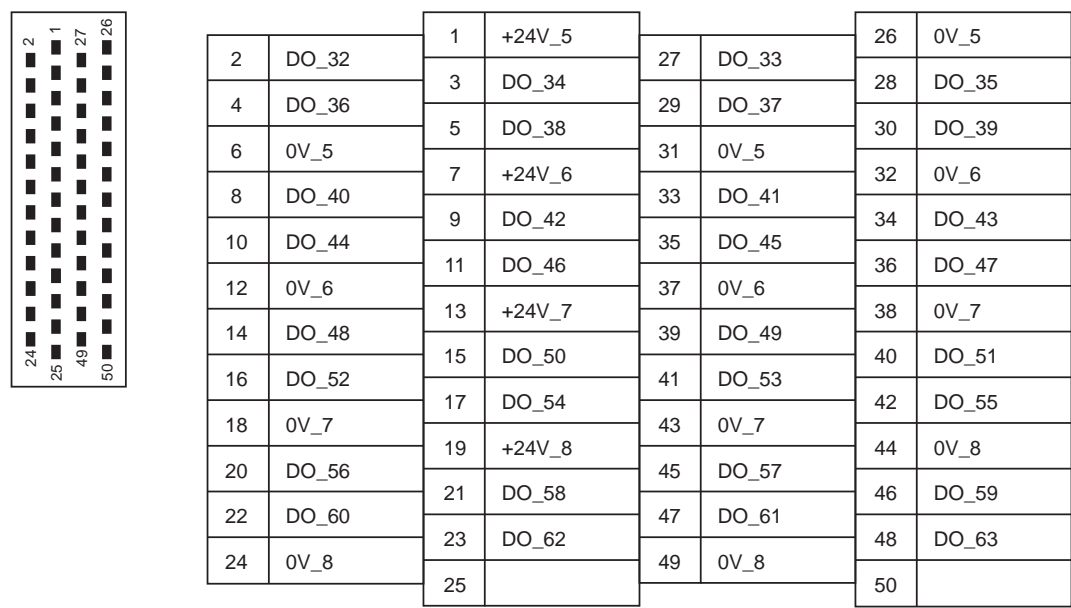 2 1 27 26
24 25 49 50
1 +24V_5 26 0V_5
2 DO_32 27 DO_33
3 DO_34 28 DO_35
4 DO_36 29 DO_37
5 DO_38 30 DO_39
6 0V_5 31 0V_5
7 +24V_6 32 0V_6
8 DO_40 33 DO_41
9 DO_42 34 DO_43
10 DO_44 35 DO_45
11 DO_46 36 DO_47
12 0V_6 37 0V_6
13 +24V_7 38 0V_7
14 DO_48 39 DO_49
15 DO_50 40 DO_51
16 DO_52 41 DO_53
17 DO_54 42 DO_55
18 0V_7 43 0V_7
19 +24V_8 44 0V_8
20 DO_56 45 DO_57
21 DO_58 46 DO_59
22 DO_60 47 DO_61
23 DO_62 48 DO_63
24 0V_8 49 0V_8
25 50